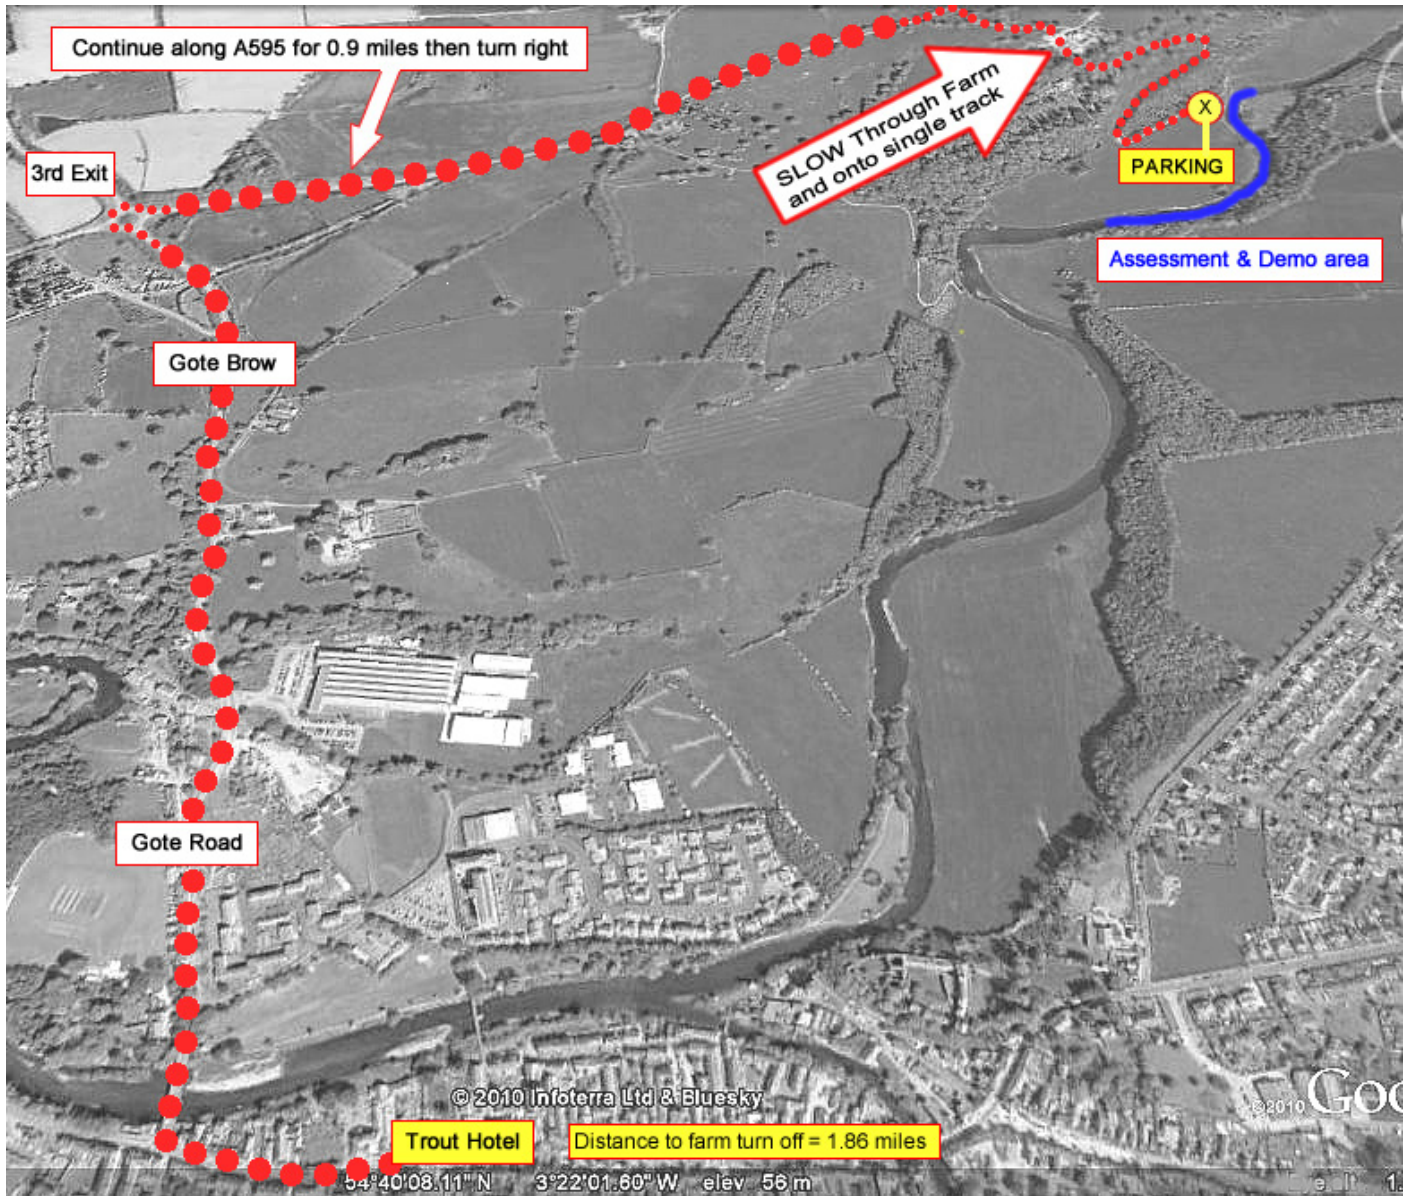 Continue along A595 for 0.9 miles then turn right
SLOW Through Farm
and onto single track
X
PARKING
3rd Exit
Assessment & Demo area
Gote Brow
Gote Road
© 2010 Infoterra Ltd & Bluesky
©2010 Goo
Trout Hotel
Distance to farm turn off = 1.86 miles
54°40'08.11" N 3°22'01.60" W elev 56 m